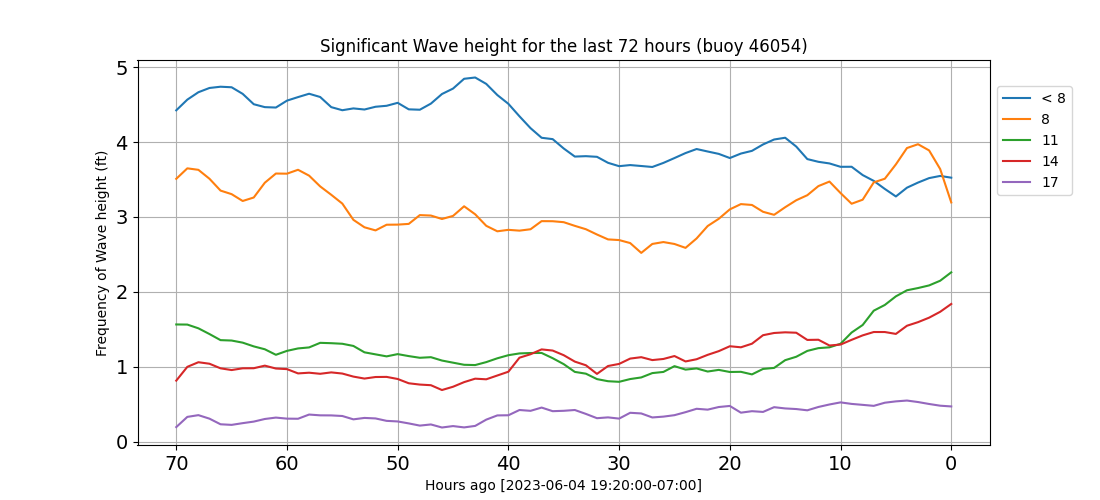 Significant Wave height for the last 72 hours (buoy 46054)
Frequency of Wave height (ft)
5
4
3
2
1
0
70 60 50 40 30 20 10 0
Hours ago [2023-06-04 19:20:00-07:00]
< 8
8
11
14
17